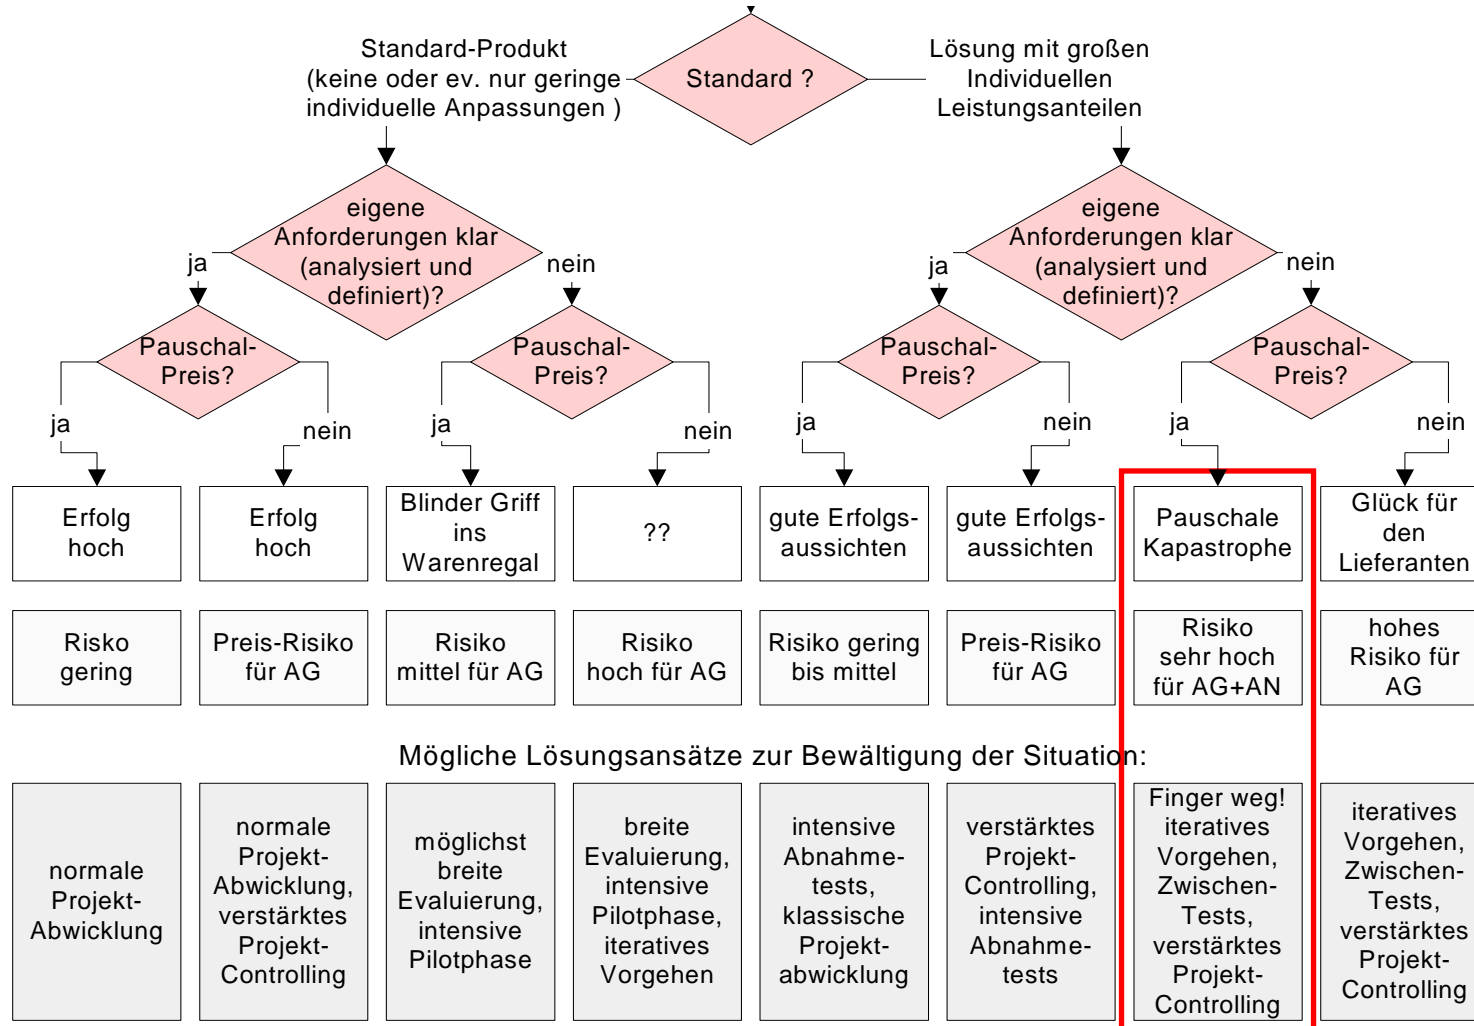 Standard-Produkt
(keine oder ev. nur geringe
individuelle Anpassungen )
Standard ?
Lösung mit großen
Individuellen
Leistungsanteilen
eigene
Anforderungen klar
(analysiert und
definiert)?
ja
nein
eigene
Anforderungen klar
(analysiert und
definiert)?
ja
nein
Pauschal-
Preis?
ja
nein
Pauschal-
Preis?
ja
nein
Pauschal-
Preis?
ja
nein
Pauschal-
Preis?
ja
nein
Erfolg
hoch
Erfolg
hoch
Blinder Griff
ins
Warenregal
??
gute Erfolgs-
aussichten
gute Erfolgs-
aussichten
Pauschale
Kapastrophe
Glück für
den
Lieferanten
Risko
gering
Preis-Risiko
für AG
Risiko
mittel für AG
Risiko
hoch für AG
Risiko gering
bis mittel
Preis-Risiko
für AG
Risiko
sehr hoch
für AG+AN
hohes
Risiko für
AG
Mögliche Lösungsansätze zur Bewältigung der Situation:
normale
Projekt-
Abwicklung
normale
Projekt-
Abwicklung,
verstärktes
Projekt-
Controlling
möglichst
breite
Evaluierung,
intensive
Pilotphase
breite
Evaluierung,
intensive
Pilotphase,
iteratives
Vorgehen
intensive
Abnahme-
tests,
klassische
Projekt-
abwicklung
verstärktes
Projekt-
Controlling,
intensive
Abnahme-
tests
Finger weg!
iteratives
Vorgehen,
Zwischen-
Tests,
verstärktes
Projekt-
Controlling
iteratives
Vorgehen,
Zwischen-
Tests,
verstärktes
Projekt-
Controlling